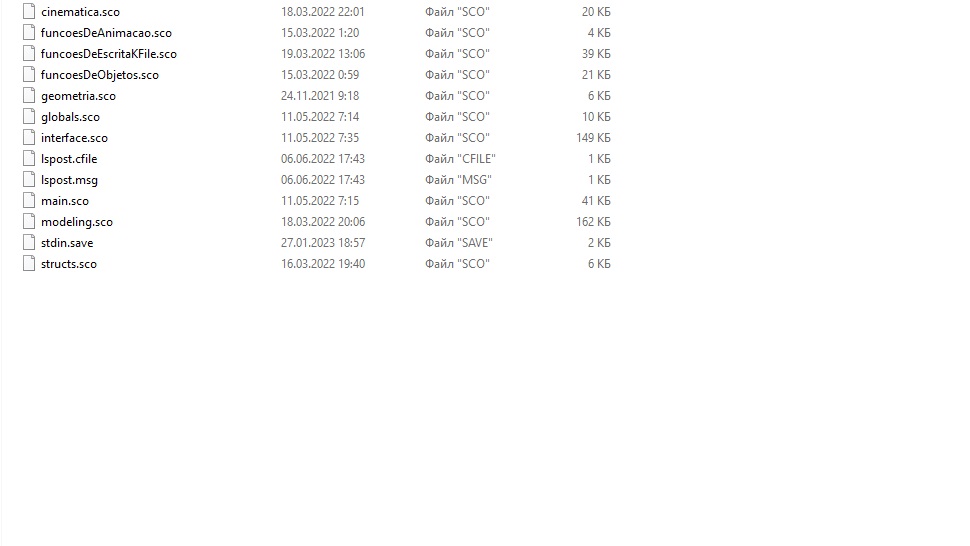 cinematica.sco 18.03.2022 22:01 Файл "SCO" 20 КБ
funcoesDeAnimacao.sco 15.03.2022 1:20 Файл "SCO" 4 КБ
funcoesDeEscritaKFile.sco 19.03.2022 13:06 Файл "SCO" 39 КБ
funcoesDeObjetos.sco 15.03.2022 0:59 Файл "SCO" 21 КБ
geometria.sco 24.11.2021 9:18 Файл "SCO" 6 КБ
globals.sco 11.05.2022 7:14 Файл "SCO" 10 КБ
interface.sco 11.05.2022 7:35 Файл "SCO" 149 КБ
lspost.cfile 06.06.2022 17:43 Файл "CFILE" 1 КБ
lspost.msg 06.06.2022 17:43 Файл "MSG" 1 КБ
main.sco 11.05.2022 7:15 Файл "SCO" 41 КБ
modeling.sco 18.03.2022 20:06 Файл "SCO" 162 КБ
stdin.save 27.01.2023 18:57 Файл "SAVE" 2 КБ
structs.sco 16.03.2022 19:40 Файл "SCO" 6 КБ